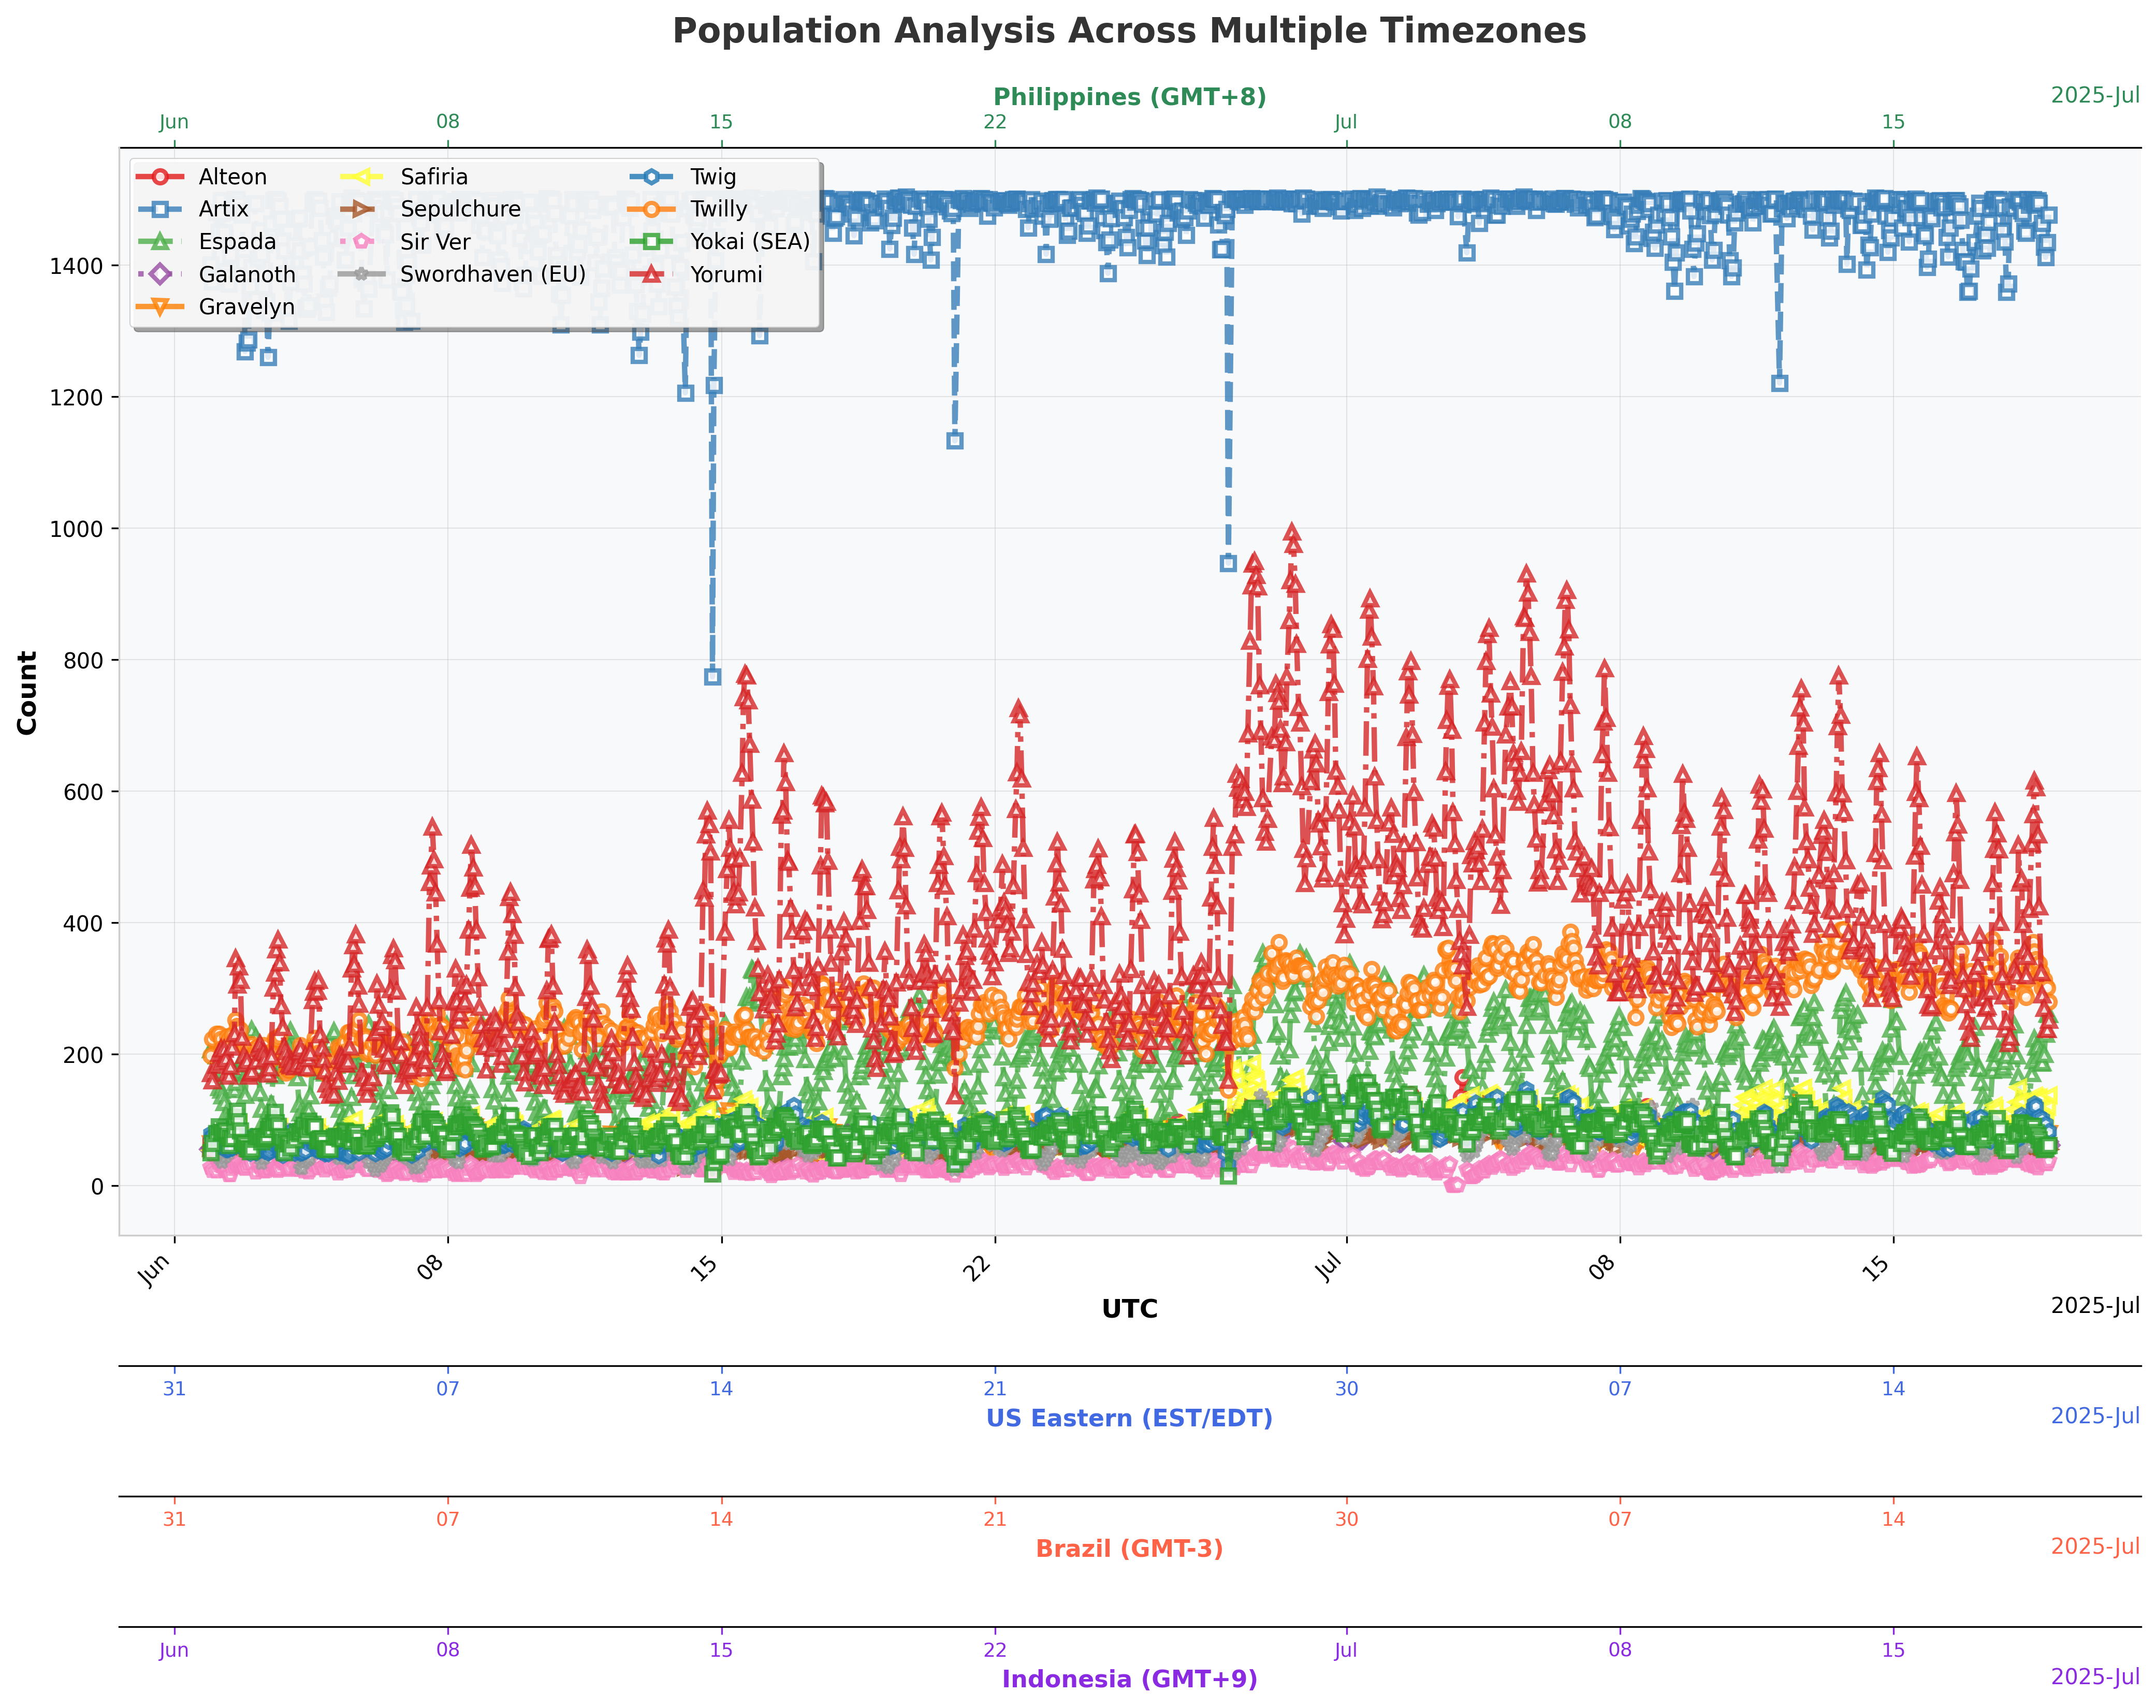 Population Analysis Across Multiple Timezones
Philippines (GMT+8)
2025-Jul
Jun 08 15 22 Jul 08 15
Alteon Safiria Twig
Artix Sepulchure Twilly
Espada Sir Ver Yokai (SEA)
Galanoth Swordhaven (EU) Yorumi
Gravelyn
1400
1200
1000
800
600
400
200
0
Count
Jun 08 15 22 Jul 08 15
UTC
2025-Jul
31 07 14 21 30 07 14
US Eastern (EST/EDT)
2025-Jul
31 07 14 21 30 07 14
Brazil (GMT-3)
2025-Jul
Jun 08 15 22 Jul 08 15
Indonesia (GMT+9)
2025-Jul